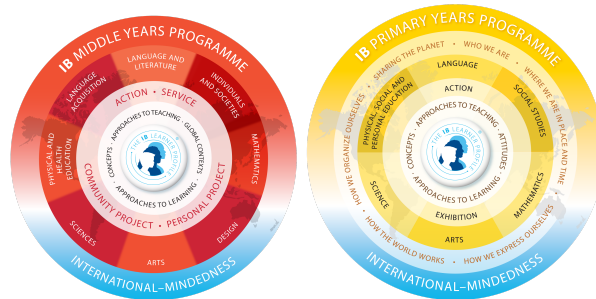 IB MIDDLE YEARS PROGRAMME
LANGUAGE AND
LITERATURE
INDIVIDUALS
AND SOCIETIES
MATHEMATICS
DESIGN
ARTS
SCIENCES
PHYSICAL AND
HEALTH
EDUCATION
LANGUAGE
ACQUISITION
ACTION • SERVICE
PERSONAL PROJECT
COMMUNITY PROJECT
APPROACHES TO TEACHING
GLOBAL CONTEXTS
APPROACHES TO LEARNING
CONCEPTS
THE IB LEARNER PROFILE
INTERNATIONAL–MINDEDNESS
IB PRIMARY YEARS PROGRAMME
SHARING THE PLANET
WHO WE ARE
WHERE WE ARE IN PLACE AND TIME
HOW WE EXPRESS OURSELVES
HOW THE WORLD WORKS
HOW WE ORGANIZE OURSELVES
LANGUAGE
SOCIAL STUDIES
MATHEMATICS
ARTS
SCIENCE
PHYSICAL, SOCIAL AND
PERSONAL EDUCATION
ACTION
EXHIBITION
APPROACHES TO TEACHING
ATTITUDES
APPROACHES TO LEARNING
CONCEPTS
THE IB LEARNER PROFILE
INTERNATIONAL–MINDEDNESS